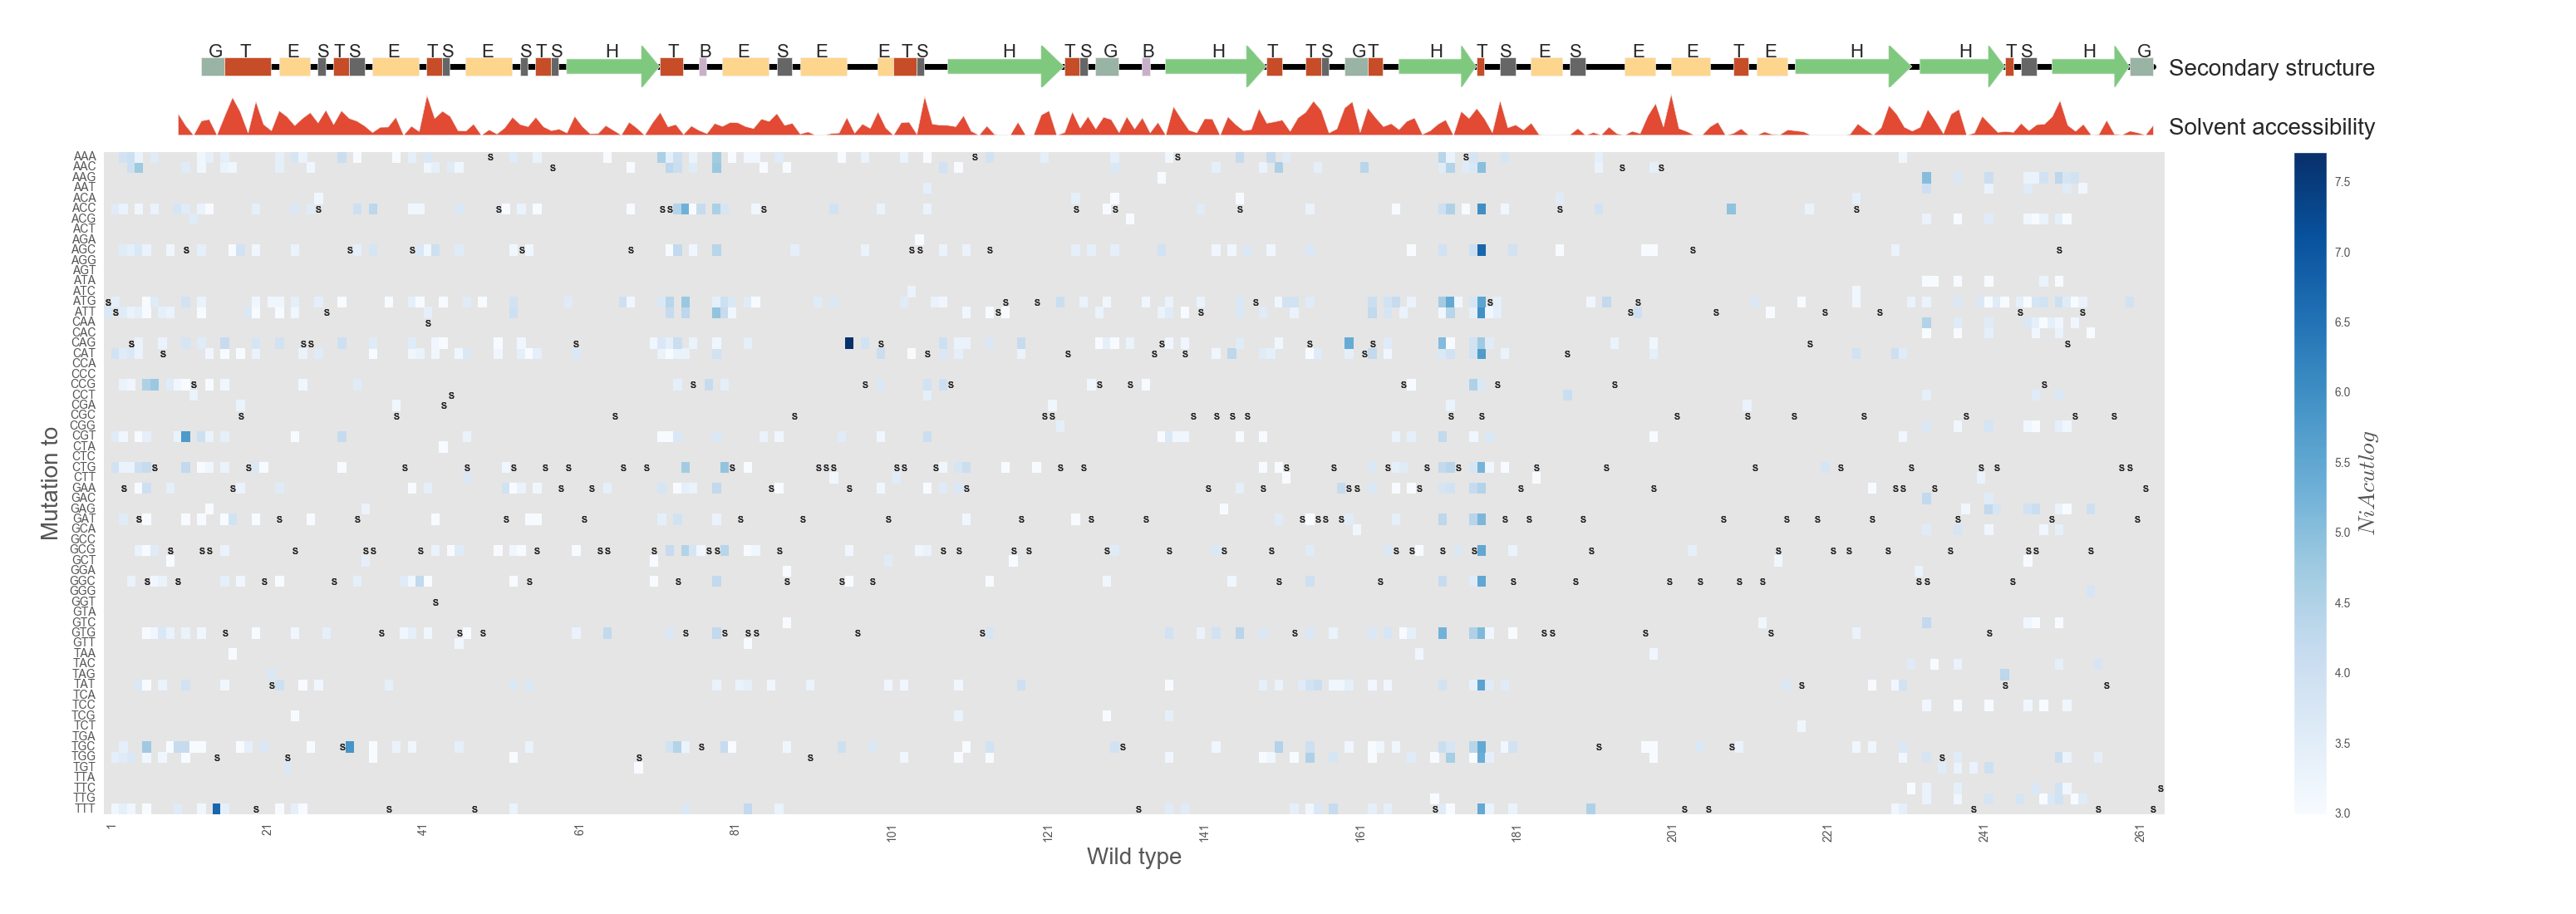 G T E S T S E T S E S T S H T B E S E E T S H T S G B H T T S G T H T S E S E E T E H H T S H G
Secondary structure
Solvent accessibility
AAA
AAC
AAG
AAT
ACA
ACC
ACG
ACT
AGA
AGC
AGG
AGT
ATA
ATC
ATG
ATT
CAA
CAC
CAG
CAT
CCA
CCC
CCG
CCT
CGA
CGC
CGG
CGT
CTA
CTC
CTG
CTT
GAA
GAC
GAG
GAT
GCA
GCC
GCG
GCT
GGA
GGC
GGG
GGT
GTA
GTC
GTG
GTT
TAA
TAC
TAG
TAT
TCA
TCC
TCG
TCT
TGA
TGC
TGG
TGT
TTA
TTC
TTG
TTT
Mutation to
1 21 41 61 81 101 121 141 161 181 201 221 241 261
Wild type
7.5
7.0
6.5
6.0
5.5
5.0
4.5
4.0
3.5
3.0
NiAcutlog